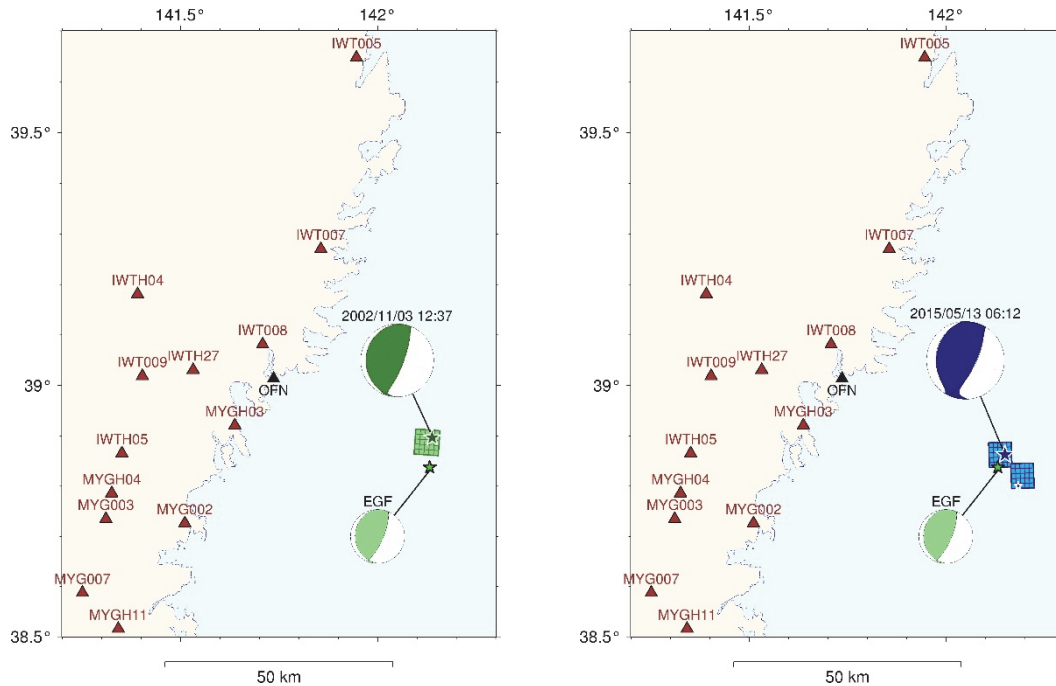 141.5° 142°
IWT005
39.5°
IWT007
IWTH04
2002/11/03 12:37
IWT008
IWT009 IWTH27
39°
OFN
MYGH03
IWTH05
MYGH04
MYG003 MYG002
EGF
MYG007
MYGH11
38.5°
50 km
141.5° 142°
IWT005
39.5°
IWT007
IWTH04
2015/05/13 06:12
IWT008
IWT009 IWTH27
39°
OFN
MYGH03
IWTH05
MYGH04
MYG003 MYG002
EGF
MYG007
MYGH11
38.5°
50 km